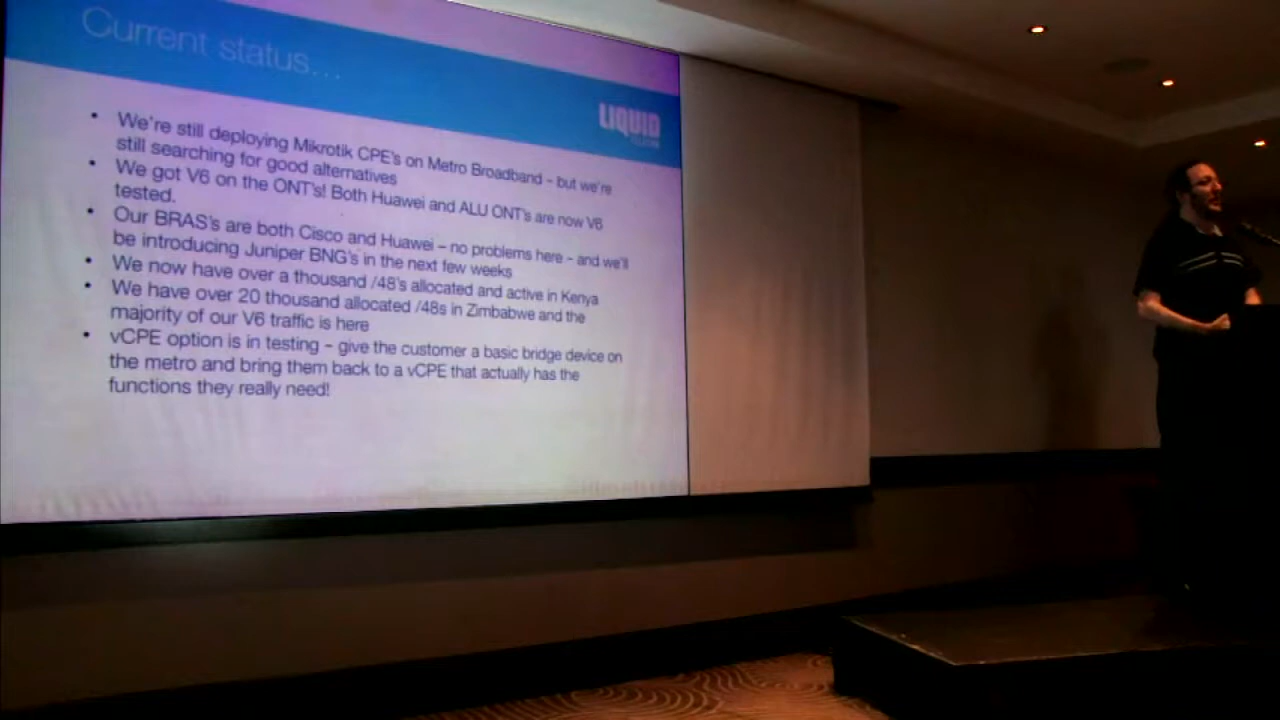 Current status...
LIQUID
TELECOM
• We're still deploying Mikrotik CPE's on Metro Broadband – but we're
still searching for good alternatives
• We got V6 on the ONT's! Both Huawei and ALU ONT's are now V6
tested.
• Our BRAS's are both Cisco and Huawei – no problems here – and we'll
be introducing Juniper BNG's in the next few weeks
• We now have over a thousand /48's allocated and active in Kenya
• We have over 20 thousand allocated /48s in Zimbabwe and the
majority of our V6 traffic is here
• vCPE option is in testing – give the customer a basic bridge device on
the metro and bring them back to a vCPE that actually has the
functions they really need!